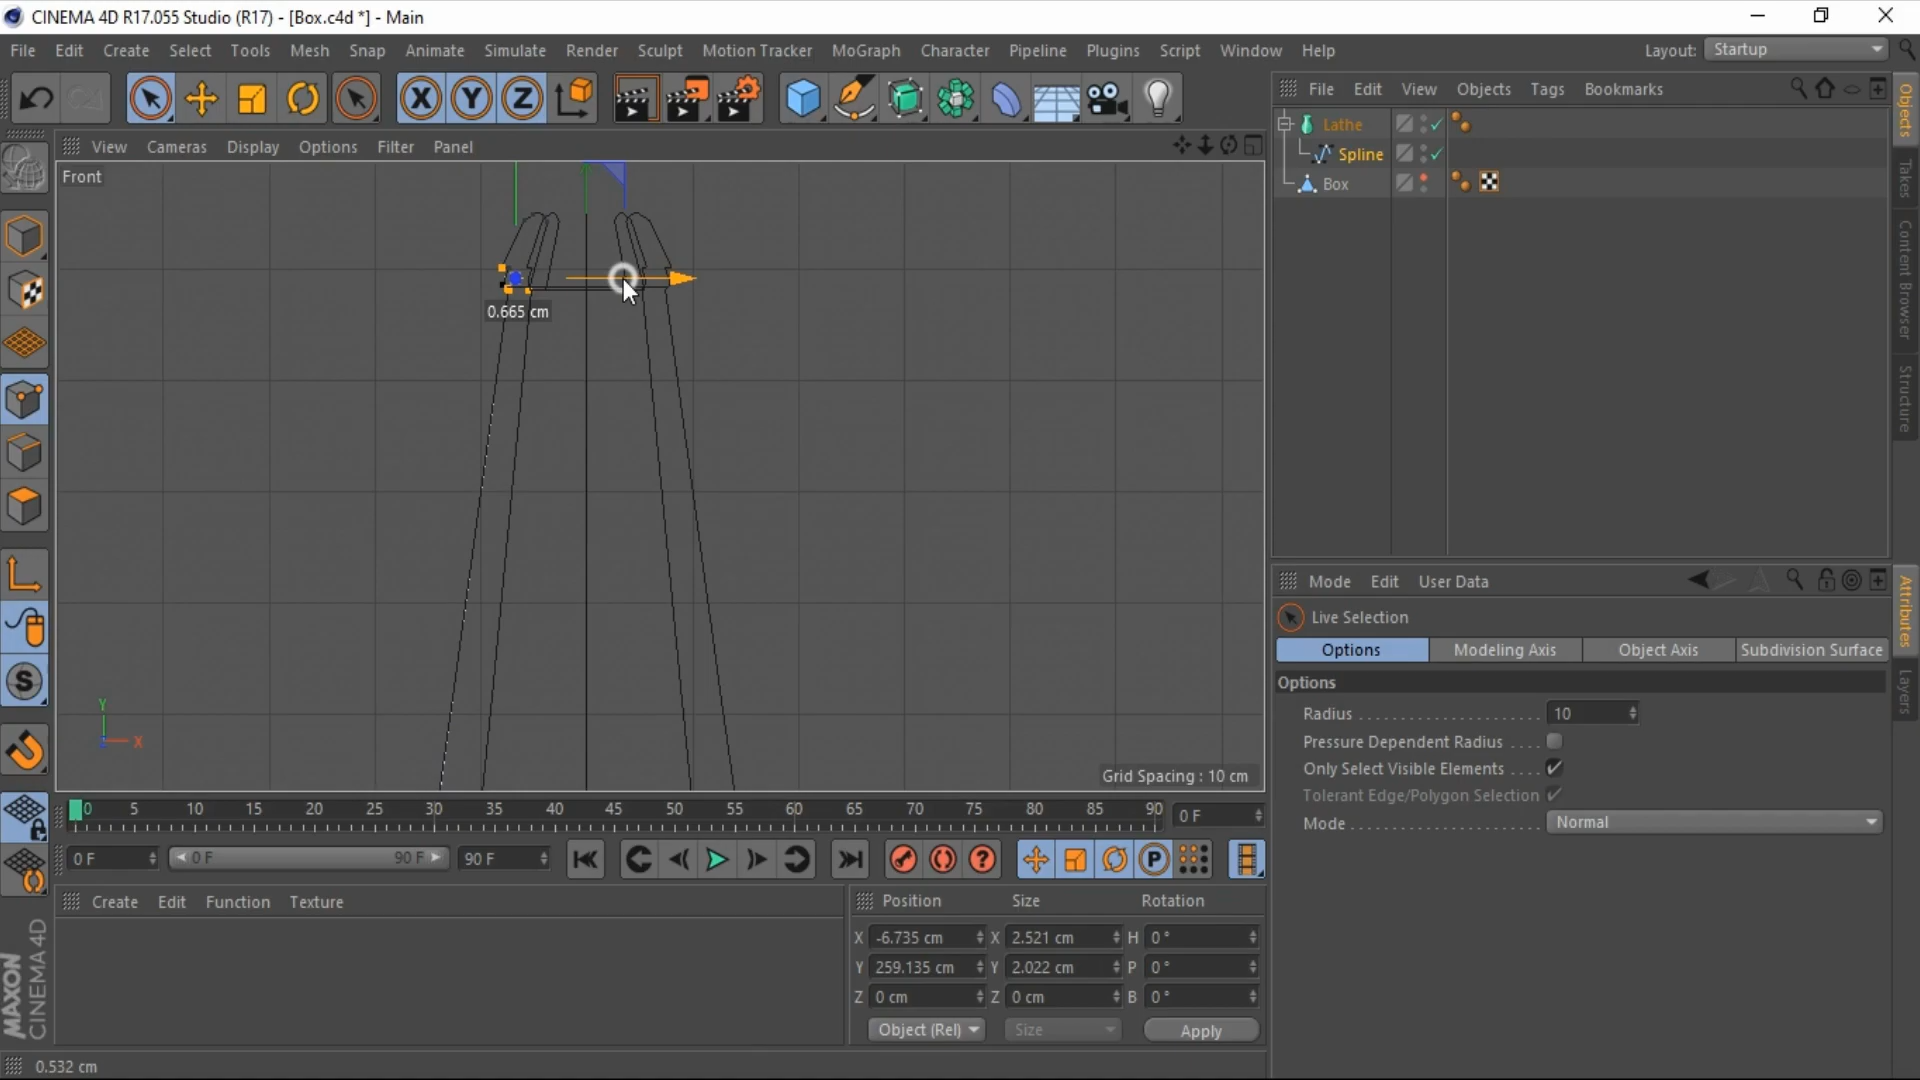 CINEMA 4D R17.055 Studio (R17) - [Box.c4d *] - Main
File Edit Create Select Tools Mesh Snap Animate Simulate Render Sculpt Motion Tracker MoGraph Character Pipeline Plugins Script Window Help Layout: Startup
X Y Z
File Edit View Objects Tags Bookmarks
Objects
Takes
Content Browser
Structure
Lathe
Spline
Box
View Cameras Display Options Filter Panel
Front
0.665 cm
Y
Z X
Grid Spacing : 10 cm
S
Mode Edit User Data
Attributes
Layers
Live Selection
Options Modeling Axis Object Axis Subdivision Surface
Options
Radius 10
Pressure Dependent Radius
Only Select Visible Elements
Tolerant Edge/Polygon Selection
Mode Normal
0 5 10 15 20 25 30 35 40 45 50 55 60 65 70 75 80 85 90 0 F
0 F 0 F 90 F 90 F ? P
Create Edit Function Texture
Position Size Rotation
X -6.735 cm X 2.521 cm H 0 °
Y 259.135 cm Y 2.022 cm P 0 °
Z 0 cm Z 0 cm B 0 °
Object (Rel) Size Apply
MAXON
CINEMA 4D
0.532 cm